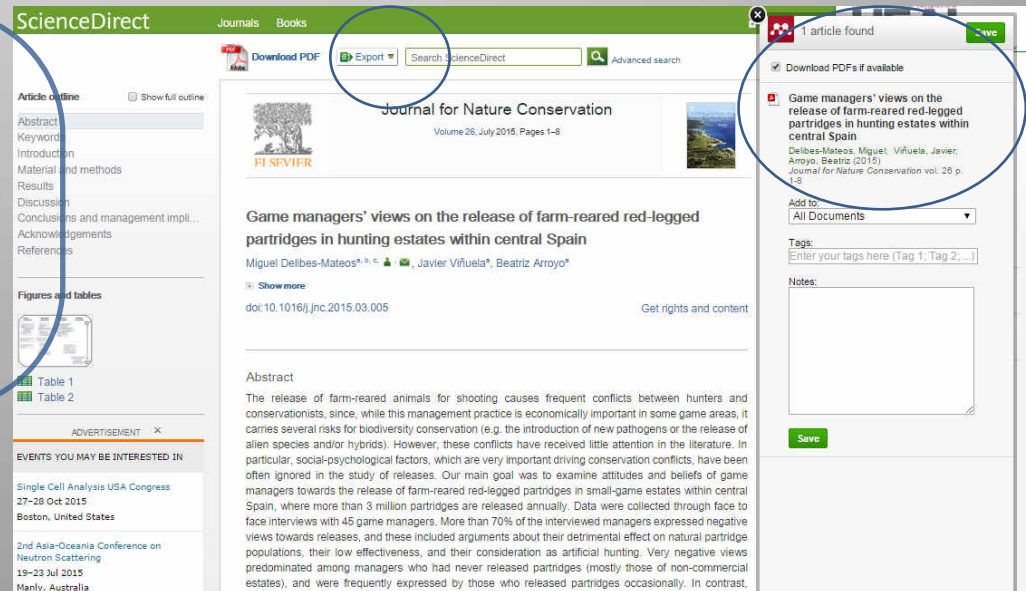 ScienceDirect
Journals Books
Download PDF
Export
Search ScienceDirect
Advanced search
Article outline
Show full outline
Abstract
Keywords
Introduction
Material and methods
Results
Discussion
Conclusions and management impli...
Acknowledgements
References
Figures and tables
Table 1
Table 2
ADVERTISEMENT X
EVENTS YOU MAY BE INTERESTED IN
Single Cell Analysis USA Congress
27–28 Oct 2015
Boston, United States
2nd Asia-Oceania Conference on
Neutron Scattering
19–23 Jul 2015
Manly, Australia
ELSEVIER
Journal for Nature Conservation
Volume 26, July 2015, Pages 1–8
Game managers' views on the release of farm-reared red-legged
partridges in hunting estates within central Spain
Miguel Delibes-Mateos a, b, c, , Javier Viñuela a, Beatriz Arroyo a
Show more
doi:10.1016/j.jnc.2015.03.005
Get rights and content
Abstract
The release of farm-reared animals for shooting causes frequent conflicts between hunters and
conservationists, since, while this management practice is economically important in some game areas, it
carries several risks for biodiversity conservation (e.g. the introduction of new pathogens or the release of
alien species and/or hybrids). However, these conflicts have received little attention in the literature. In
particular, social-psychological factors, which are very important driving conservation conflicts, have been
often ignored in the study of releases. Our main goal was to examine attitudes and beliefs of game
managers towards the release of farm-reared red-legged partridges in small-game estates within central
Spain, where more than 3 million partridges are released annually. Data were collected through face to
face interviews with 45 game managers. More than 70% of the interviewed managers expressed negative
views towards releases, and these included arguments about their detrimental effect on natural partridge
populations, their low effectiveness, and their consideration as artificial hunting. Very negative views
predominated among managers who had never released partridges (mostly those of non-commercial
estates), and were frequently expressed by those who released partridges occasionally. In contrast,
1 article found
Save
Download PDFs if available
Game managers' views on the
release of farm-reared red-legged
partridges in hunting estates within
central Spain
Delibes-Mateos, Miguel; Viñuela, Javier;
Arroyo, Beatriz (2015)
Journal for Nature Conservation vol. 26 p.
1-8
Add to:
All Documents
Tags:
Enter your tags here (Tag 1; Tag 2; ...)
Notes:
Save